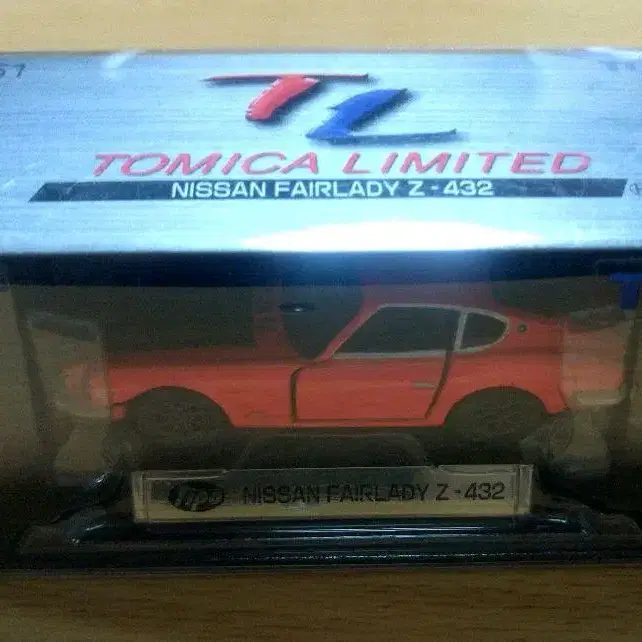 TL
TOMICA LIMITED
NISSAN FAIRLADY Z-432
NISSAN FAIRLADY Z-432